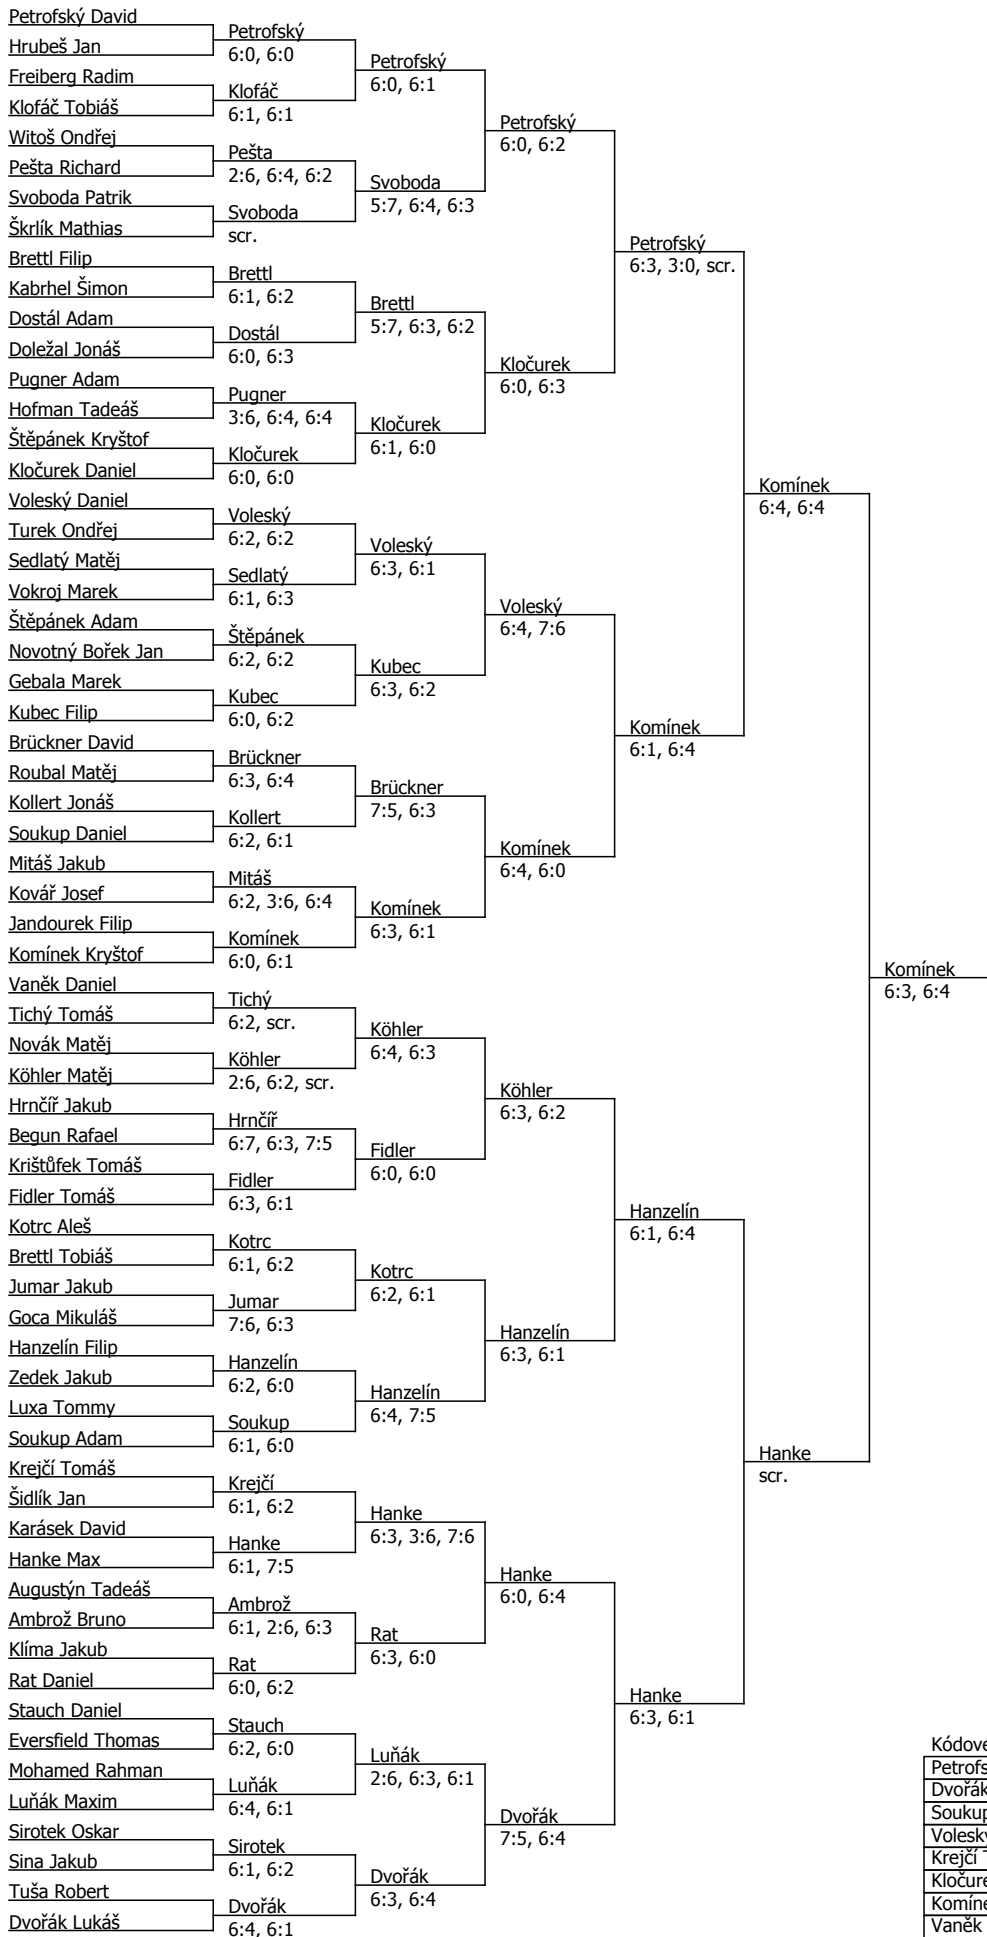 Petrofský David
Hrubeš Jan
Freiberg Radim
Klofáč Tobiáš
Witoš Ondřej
Pešta Richard
Svoboda Patrik
Škrlík Mathias
Brettl Filip
Kabrhel Šimon
Dostál Adam
Doležal Jonáš
Pugner Adam
Hofman Tadeáš
Štěpánek Kryštof
Kločurek Daniel
Voleský Daniel
Turek Ondřej
Sedlatý Matěj
Vokroj Marek
Štěpánek Adam
Novotný Bořek Jan
Gebala Marek
Kubec Filip
Brückner David
Roubal Matěj
Kollert Jonáš
Soukup Daniel
Mitáš Jakub
Kovář Josef
Jandourek Filip
Komínek Kryštof
Vaněk Daniel
Tichý Tomáš
Novák Matěj
Köhler Matěj
Hrnčíř Jakub
Begun Rafael
Krištůfek Tomáš
Fidler Tomáš
Kotrc Aleš
Brettl Tobiáš
Jumar Jakub
Goca Mikuláš
Hanzelín Filip
Zedek Jakub
Luxa Tommy
Soukup Adam
Krejčí Tomáš
Šidlík Jan
Karásek David
Hanke Max
Augustýn Tadeáš
Ambrož Bruno
Klíma Jakub
Rat Daniel
Stauch Daniel
Eversfield Thomas
Mohamed Rahman
Luňák Maxim
Sirotek Oskar
Sina Jakub
Tuša Robert
Dvořák Lukáš
Petrofský
6:0, 6:0
Klofáč
6:1, 6:1
Pešta
2:6, 6:4, 6:2
Svoboda
scr.
Brettl
6:1, 6:2
Dostál
6:0, 6:3
Pugner
3:6, 6:4, 6:4
Kločurek
6:0, 6:0
Voleský
6:2, 6:2
Sedlatý
6:1, 6:3
Štěpánek
6:2, 6:2
Kubec
6:0, 6:2
Brückner
6:3, 6:4
Kollert
6:2, 6:1
Mitáš
6:2, 3:6, 6:4
Komínek
6:0, 6:1
Tichý
6:2, scr.
Köhler
2:6, 6:2, scr.
Hrnčíř
6:7, 6:3, 7:5
Fidler
6:3, 6:1
Kotrc
6:1, 6:2
Jumar
7:6, 6:3
Hanzelín
6:2, 6:0
Soukup
6:1, 6:0
Krejčí
6:1, 6:2
Hanke
6:1, 7:5
Ambrož
6:1, 2:6, 6:3
Rat
6:0, 6:2
Stauch
6:2, 6:0
Luňák
6:4, 6:1
Sirotek
6:1, 6:2
Dvořák
6:4, 6:1
Petrofský
6:0, 6:1
Svoboda
5:7, 6:4, 6:3
Brettl
5:7, 6:3, 6:2
Kločurek
6:1, 6:0
Voleský
6:3, 6:1
Kubec
6:3, 6:2
Brückner
7:5, 6:3
Komínek
6:3, 6:1
Köhler
6:4, 6:3
Fidler
6:0, 6:0
Kotrc
6:2, 6:1
Hanzelín
6:4, 7:5
Hanke
6:3, 3:6, 7:6
Rat
6:3, 6:0
Luňák
2:6, 6:3, 6:1
Dvořák
6:3, 6:4
Petrofský
6:0, 6:2
Kločurek
6:0, 6:3
Voleský
6:4, 7:6
Komínek
6:4, 6:0
Köhler
6:3, 6:2
Hanzelín
6:3, 6:1
Hanke
6:0, 6:4
Dvořák
7:5, 6:4
Petrofský
6:3, 3:0, scr.
Komínek
6:1, 6:4
Hanzelín
6:1, 6:4
Hanke
6:3, 6:1
Komínek
6:4, 6:4
Hanke
scr.
Komínek
6:3, 6:4
Dvořák
Vaněk